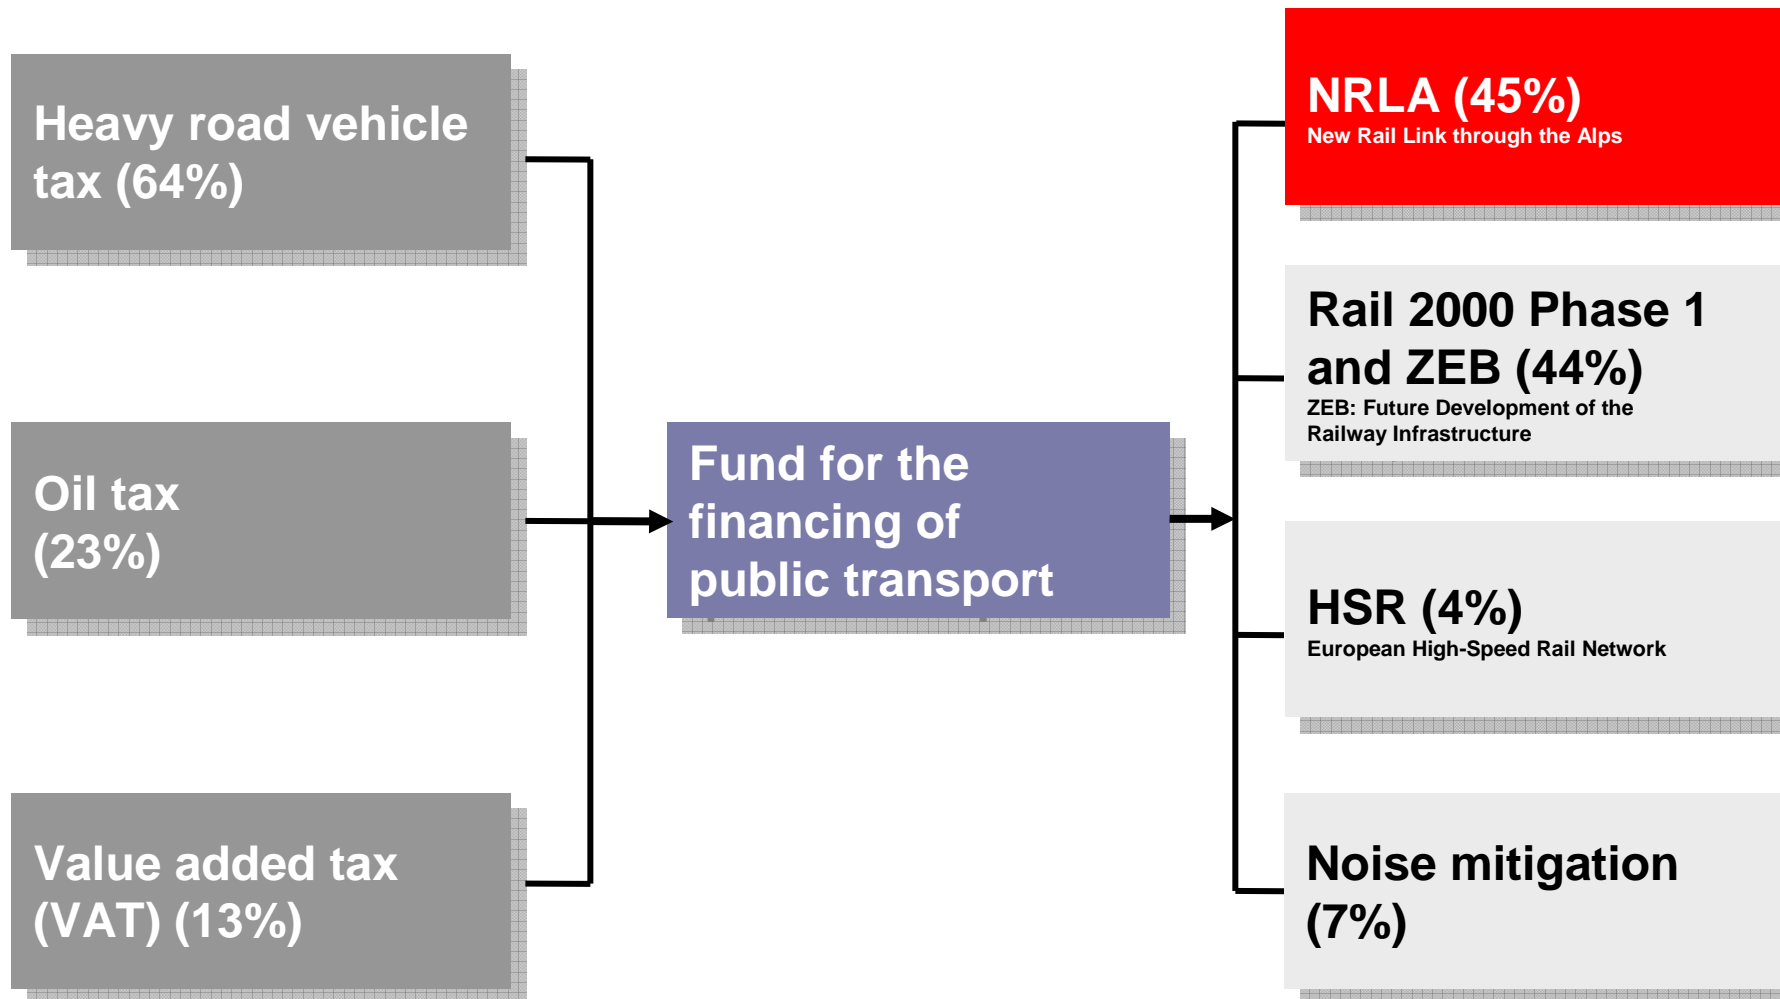 Heavy road vehicle
tax (64%)
Oil tax
(23%)
Value added tax
(VAT) (13%)
Fund for the
financing of
public transport
NRLA (45%)
New Rail Link through the Alps
Rail 2000 Phase 1
and ZEB (44%)
ZEB: Future Development of the
Railway Infrastructure
HSR (4%)
European High-Speed Rail Network
Noise mitigation
(7%)